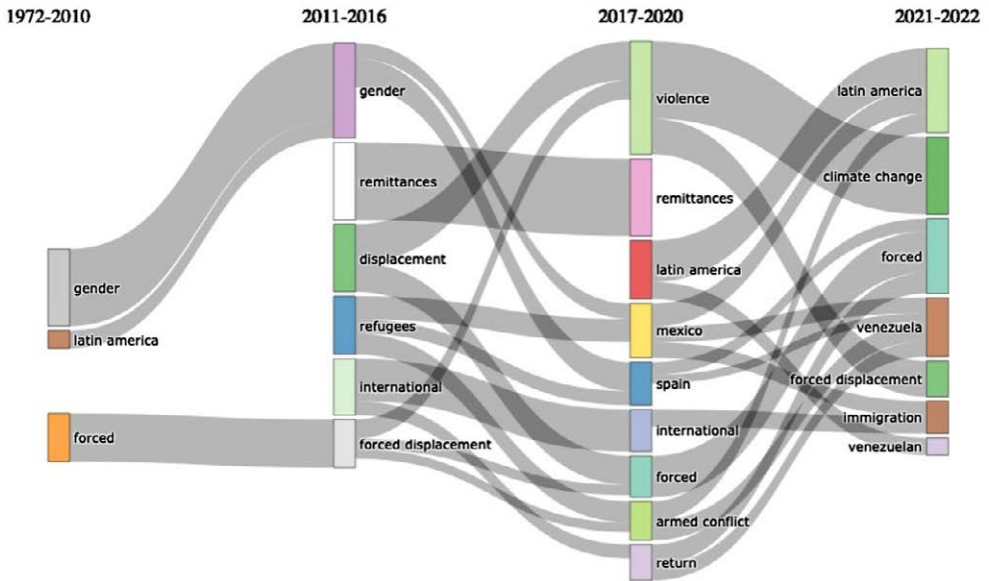 1972-2010
2011-2016
2017-2020
2021-2022
gender
latin america
forced
gender
remittances
displacement
refugees
international
forced displacement
violence
remittances
latin america
mexico
spain
international
forced
armed conflict
return
latin america
climate change
forced
venezuela
forced displacement
immigration
venezuelan